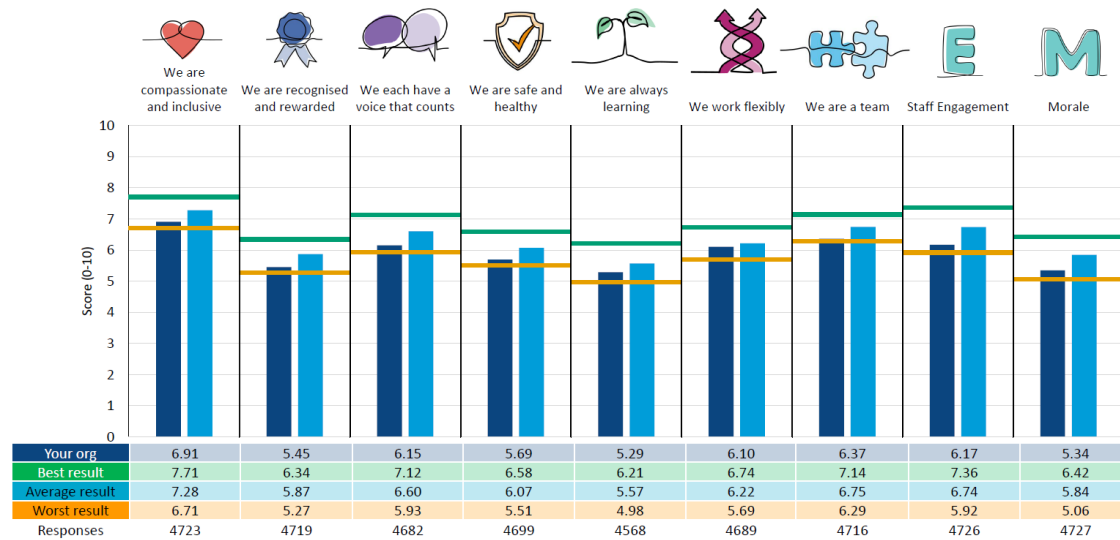 H
E
M
We are
compassionate
and inclusive
We are recognised
and rewarded
We each have a
voice that counts
We are safe and
healthy
We are always
learning
We work flexibly
We are a team
Staff Engagement
Morale
Score (0-10)
10
9
8
7
6
5
4
3
2
1
0
Your org 6.91 5.45 6.15 5.69 5.29 6.10 6.37 6.17 5.34
Best result 7.71 6.34 7.12 6.58 6.21 6.74 7.14 7.36 6.42
Average result 7.28 5.87 6.60 6.07 5.57 6.22 6.75 6.74 5.84
Worst result 6.71 5.27 5.93 5.51 4.98 5.69 6.29 5.92 5.06
Responses 4723 4719 4682 4699 4568 4689 4716 4726 4727